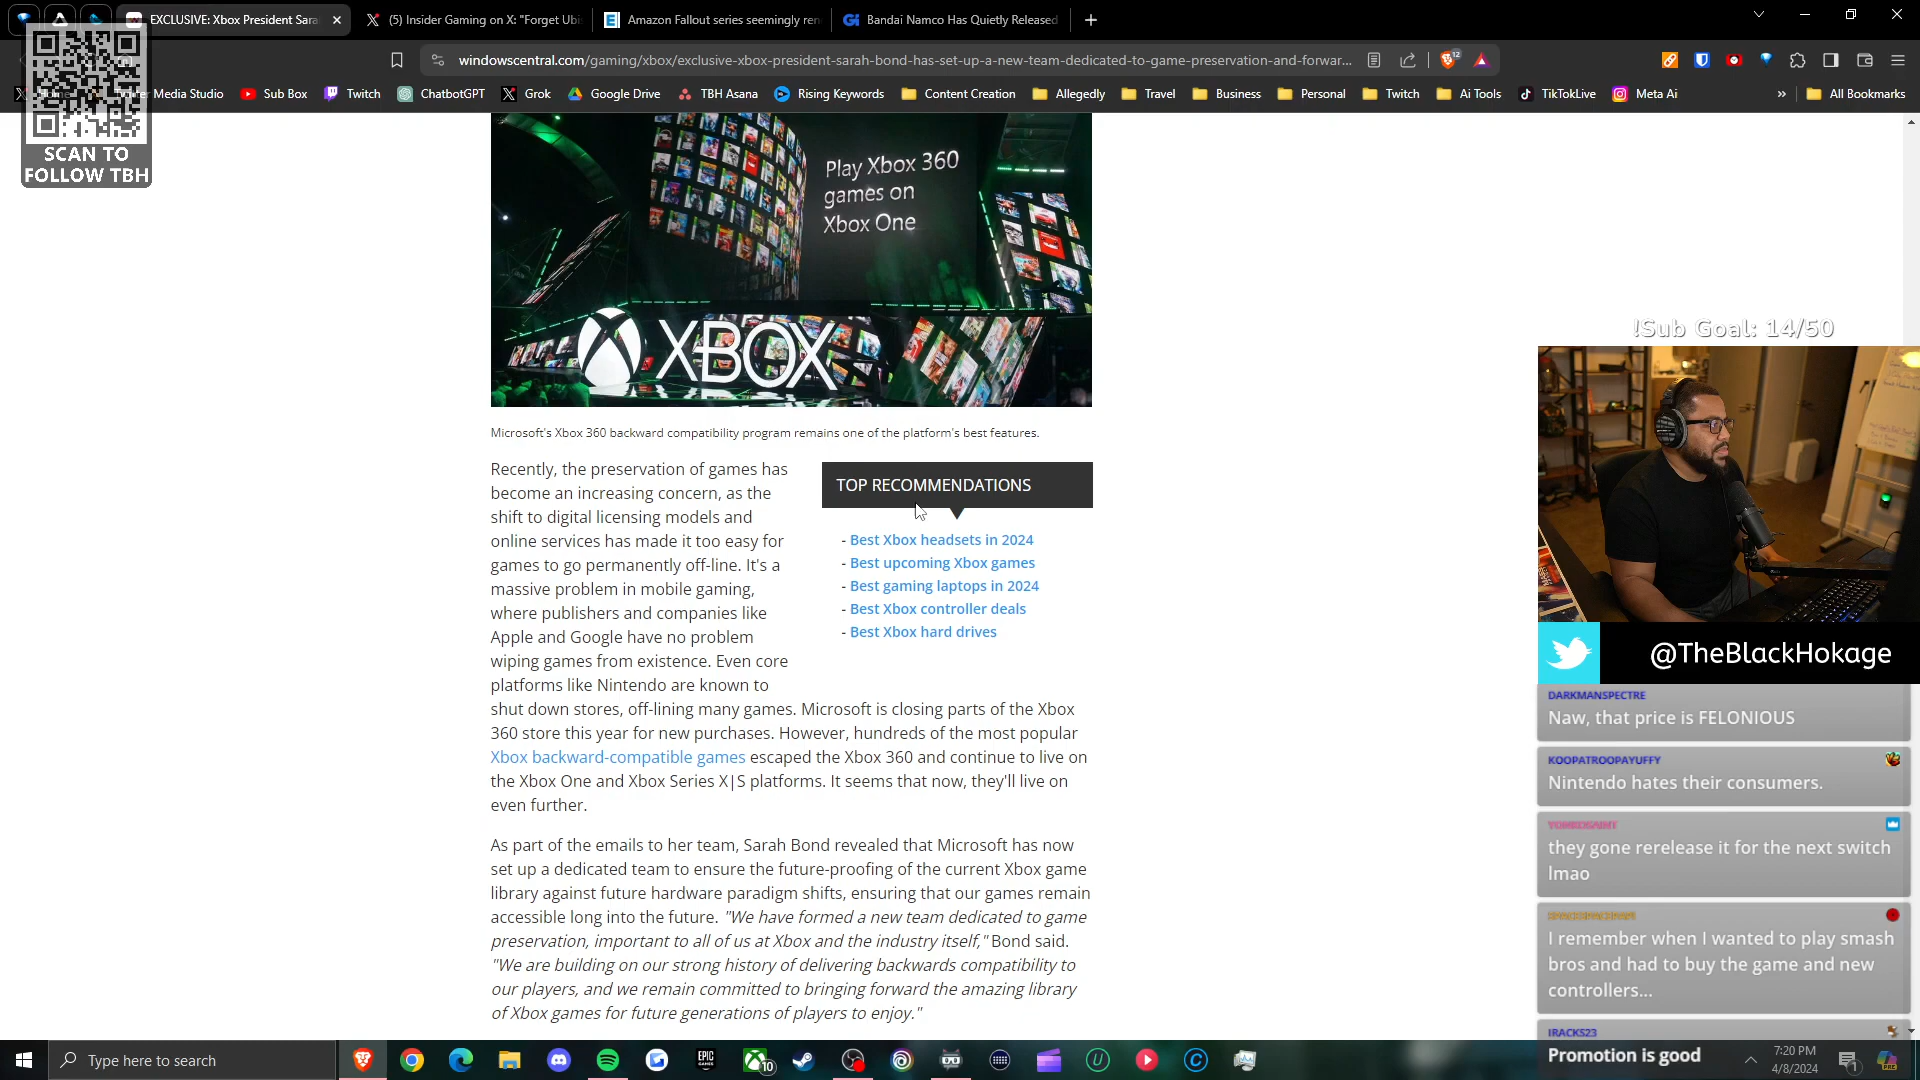 EXCLUSIVE: Xbox President Sara
(5) Insider Gaming on X: "Forget Ubi
Amazon Fallout series seemingly ren
Bandai Namco Has Quietly Released
windowscentral.com/gaming/xbox/exclusive-xbox-president-sarah-bond-has-set-up-a-new-team-dedicated-to-game-preservation-and-forwar...
12
Media Studio
Sub Box
Twitch
ChatbotGPT
Grok
Google Drive
TBH Asana
Rising Keywords
Content Creation
Allegedly
Travel
Business
Personal
Twitch
Ai Tools
TikTokLive
Meta Ai
»
All Bookmarks
SCAN TO
FOLLOW TBH
Play Xbox 360
games on
Xbox One
XBOX
Microsoft's Xbox 360 backward compatibility program remains one of the platform's best features.
Recently, the preservation of games has
become an increasing concern, as the
shift to digital licensing models and
online services has made it too easy for
games to go permanently off-line. It's a
massive problem in mobile gaming,
where publishers and companies like
Apple and Google have no problem
wiping games from existence. Even core
platforms like Nintendo are known to
shut down stores, off-lining many games. Microsoft is closing parts of the Xbox
360 store this year for new purchases. However, hundreds of the most popular
Xbox backward-compatible games escaped the Xbox 360 and continue to live on
the Xbox One and Xbox Series X|S platforms. It seems that now, they'll live on
even further.
TOP RECOMMENDATIONS
- Best Xbox headsets in 2024
- Best upcoming Xbox games
- Best gaming laptops in 2024
- Best Xbox controller deals
- Best Xbox hard drives
As part of the emails to her team, Sarah Bond revealed that Microsoft has now
set up a dedicated team to ensure the future-proofing of the current Xbox game
library against future hardware paradigm shifts, ensuring that our games remain
accessible long into the future. "We have formed a new team dedicated to game
preservation, important to all of us at Xbox and the industry itself," Bond said.
"We are building on our strong history of delivering backwards compatibility to
our players, and we remain committed to bringing forward the amazing library
of Xbox games for future generations of players to enjoy."
!Sub Goal: 14/50
@TheBlackHokage
DARKMANSPECTRE
Naw, that price is FELONIOUS
KOOPATROOPAYUFFY
Nintendo hates their consumers.
YONKOSAINT
they gone rerelease it for the next switch
lmao
I remember when I wanted to play smash
bros and had to buy the game and new
controllers...
IRACKS23
Promotion is good
Type here to search
EPIC
GAMES
10
7:20 PM
4/8/2024
1
PRE